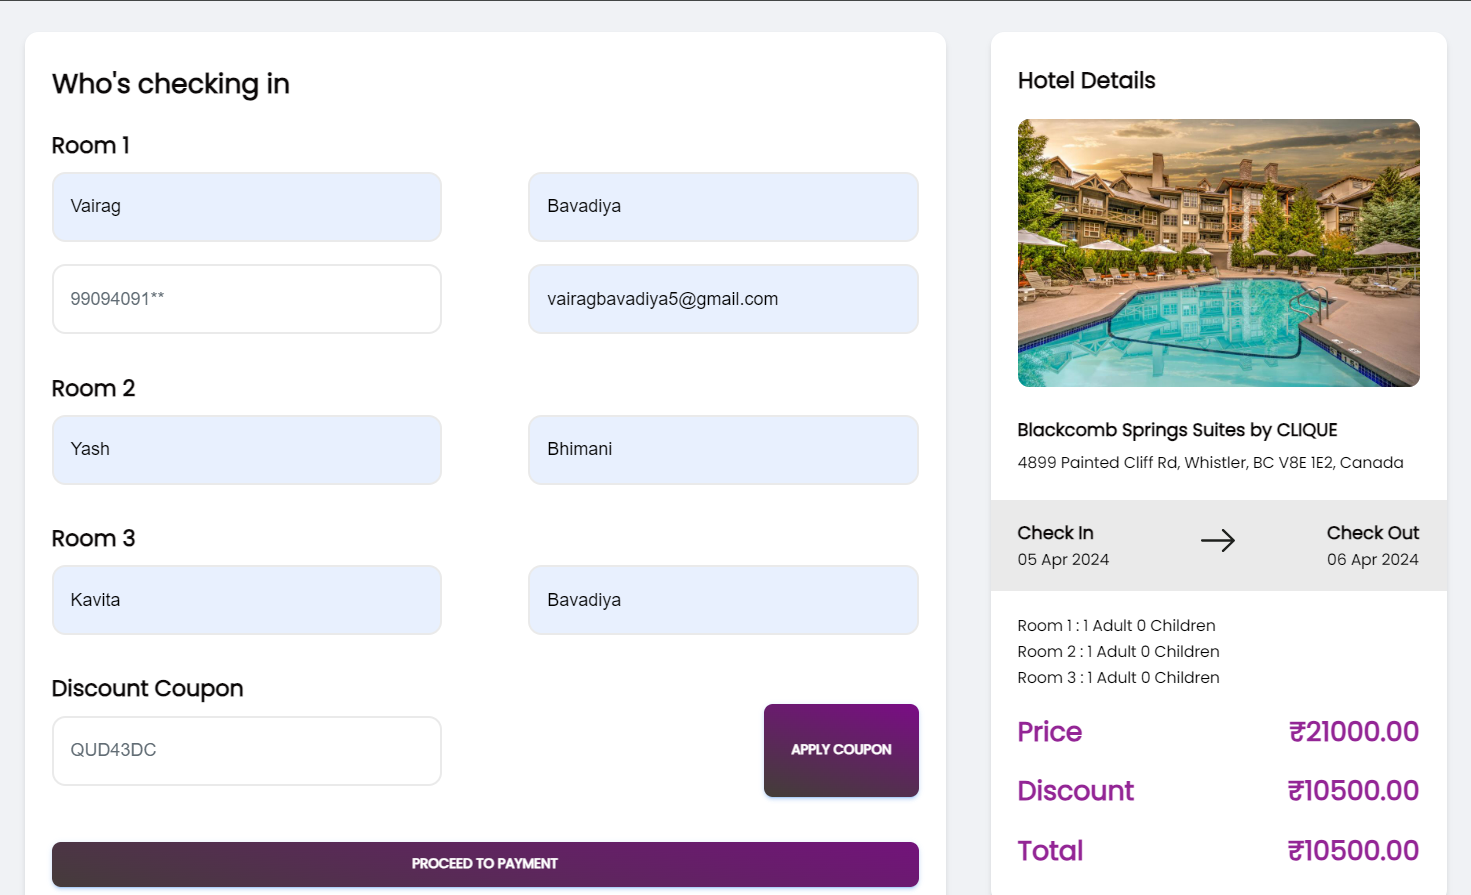 Who's checking in
Room 1
Vairag
Bavadiya
99094091**
vairagbavadiya5@gmail.com
Room 2
Yash
Bhimani
Room 3
Kavita
Bavadiya
Discount Coupon
QUD43DC
APPLY COUPON
PROCEED TO PAYMENT
Hotel Details
Blackcomb Springs Suites by CLIQUE
4899 Painted Cliff Rd, Whistler, BC V8E 1E2, Canada
Check In
05 Apr 2024
Check Out
06 Apr 2024
Room 1 : 1 Adult 0 Children
Room 2 : 1 Adult 0 Children
Room 3 : 1 Adult 0 Children
Price ₹21000.00
Discount ₹10500.00
Total ₹10500.00